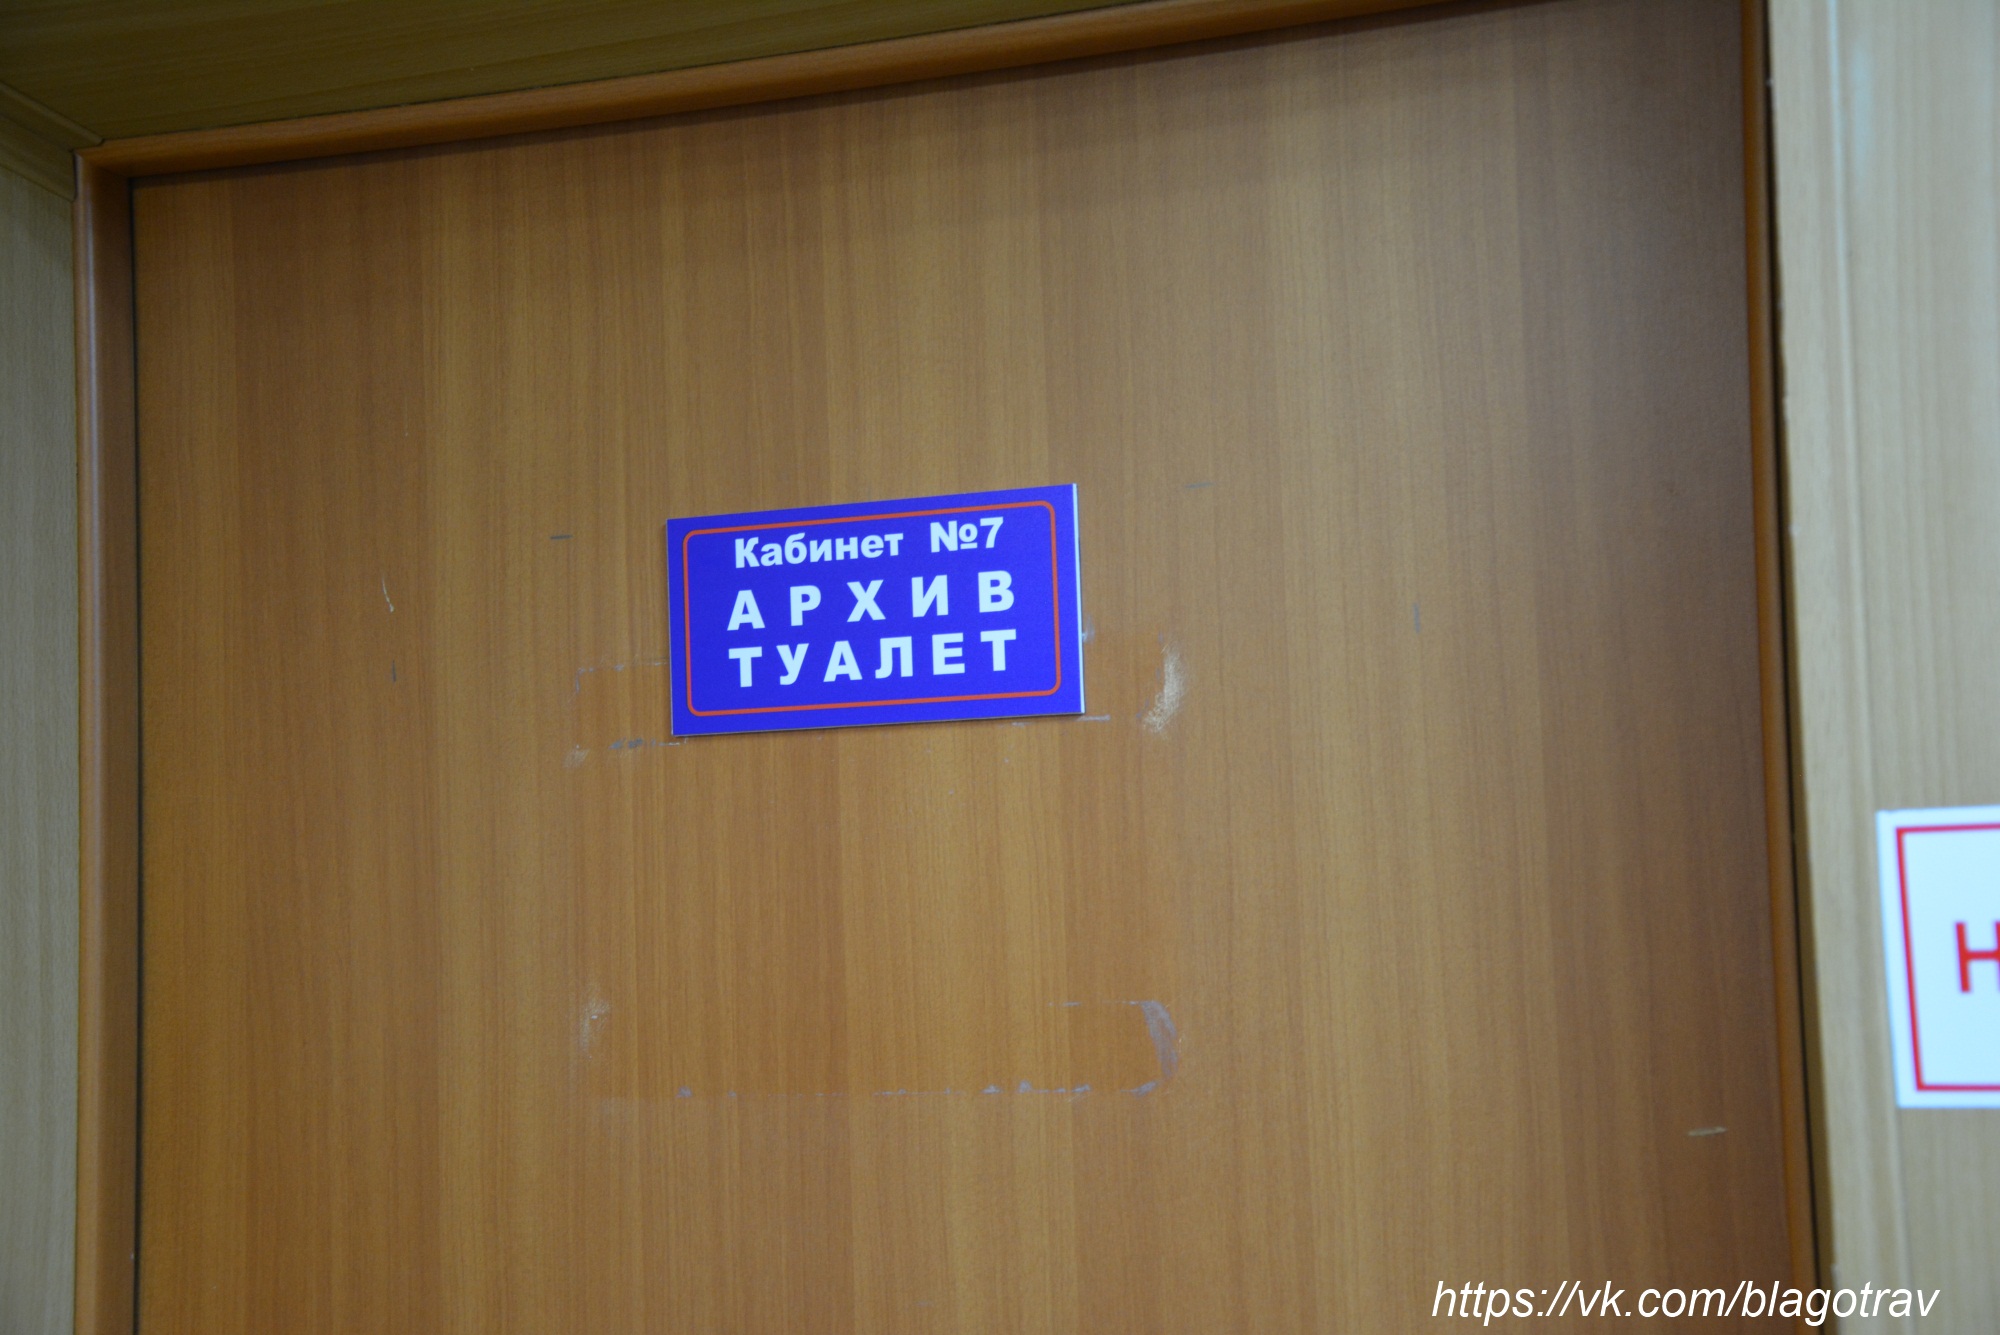 Кабинет №7
АРХИВ
ТУАЛЕТ
Н
https://vk.com/blagotrav